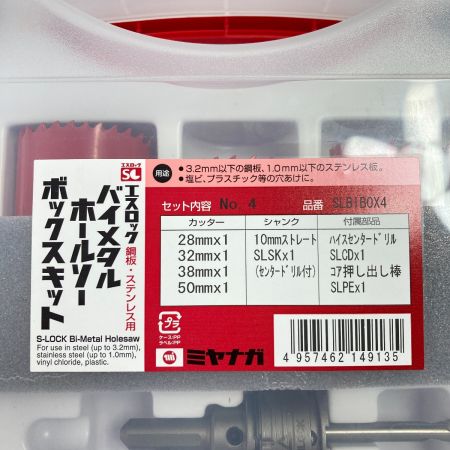 エスロック
SL
エスロック
鋼板・ステンレス用
バイメタル
ホールソー
ボックスキット
S-LOCK Bi-Metal Holesaw
For use in steel (up to 3.2mm),
stainless steel (up to 1.0mm),
vinyl chloride, plastic.
用途
• 3.2mm以下の鋼板、1.0mm以下のステンレス板。
• 塩ビ、プラスチック等の穴あけに。
セット内容 No. 4 品番 SLB1BOX4
カッター シャンク 付属部品
28mmx1 10mmストレート ハイスセンタードリル
32mmx1 SLSKx1 SLCDx1
38mmx1 (センタードリル付) コア押し出し棒
50mmx1 SLPEx1
プラ
ケース:PP
ラベル:PP
ミヤナガ
4 957462 149135